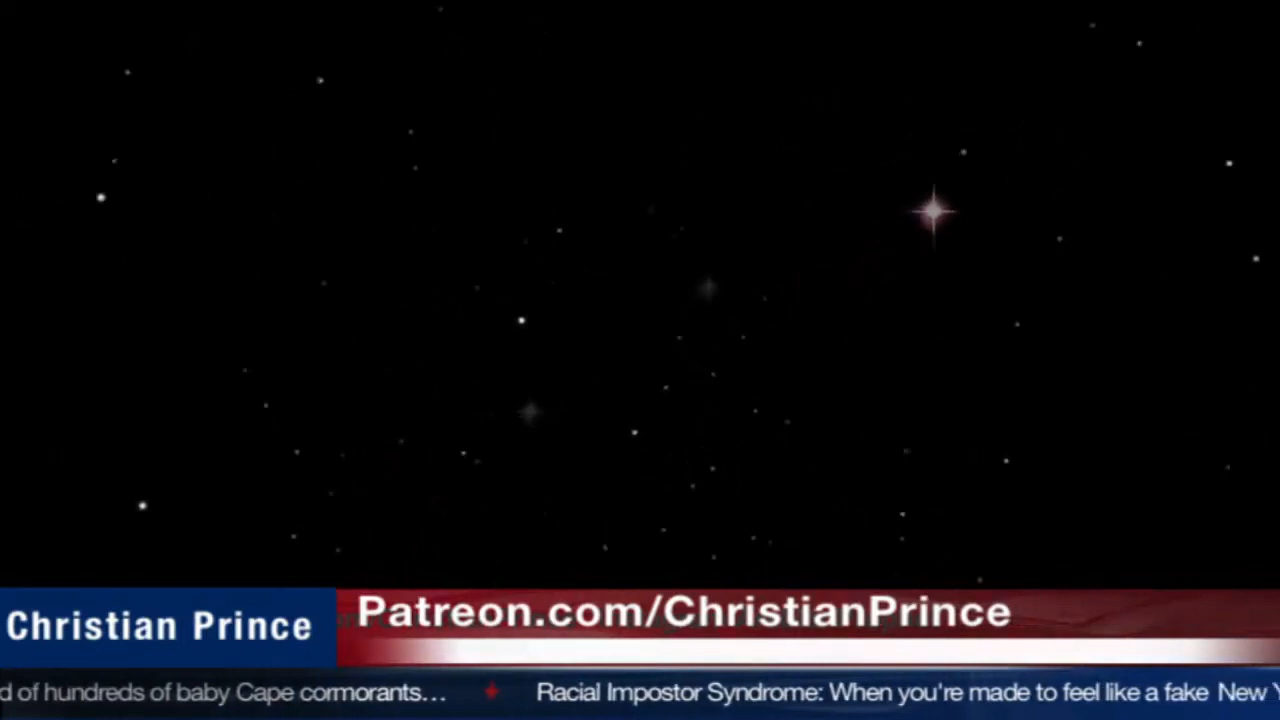 Patreon.com/ChristianPrince
Christian Prince
d of hundreds of baby Cape cormorants... Racial Impostor Syndrome: When you're made to feel like a fake New